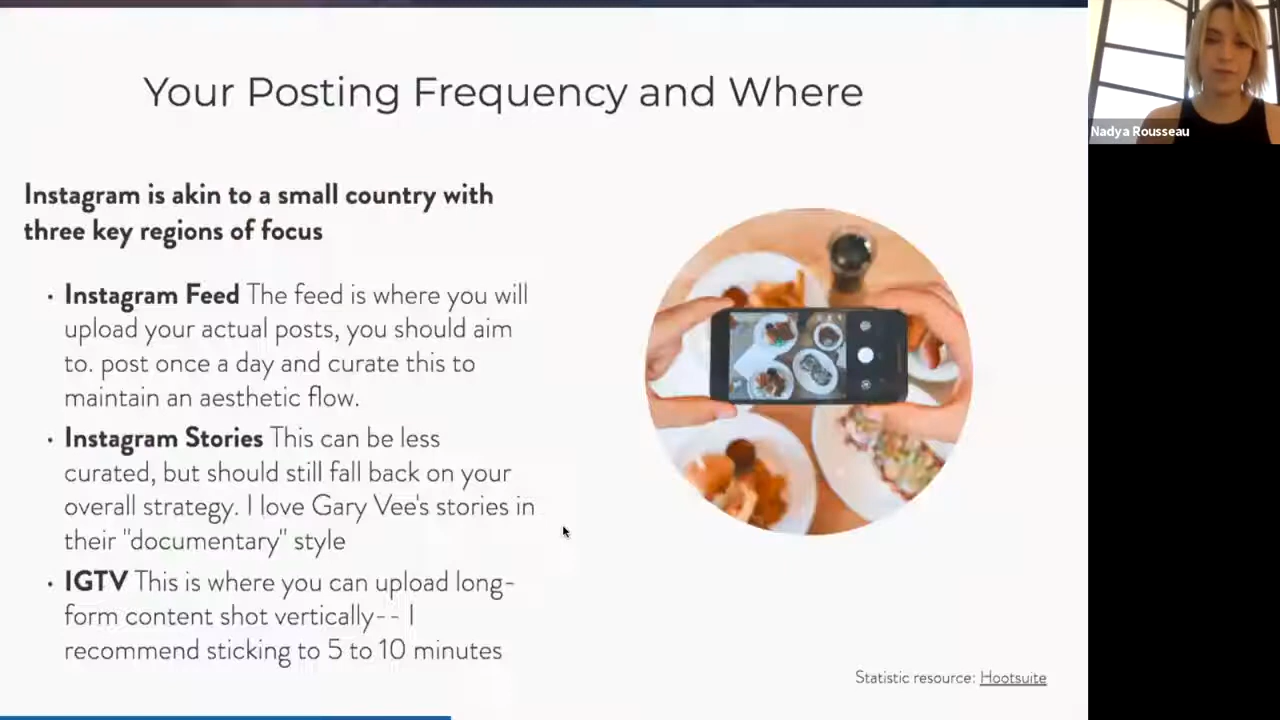 Your Posting Frequency and Where
Nadya Rousseau
Instagram is akin to a small country with
three key regions of focus
• Instagram Feed The feed is where you will
upload your actual posts, you should aim
to. post once a day and curate this to
maintain an aesthetic flow.
• Instagram Stories This can be less
curated, but should still fall back on your
overall strategy. I love Gary Vee's stories in
their "documentary" style
• IGTV This is where you can upload long-
form content shot vertically-- I
recommend sticking to 5 to 10 minutes
Statistic resource: Hootsuite